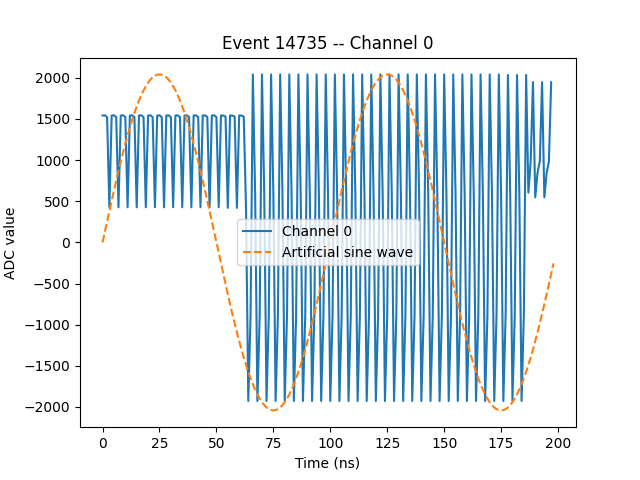 Event 14735 -- Channel 0
ADC value
2000
1500
1000
500
0
−500
−1000
−1500
−2000
Channel 0
Artificial sine wave
0 25 50 75 100 125 150 175 200
Time (ns)